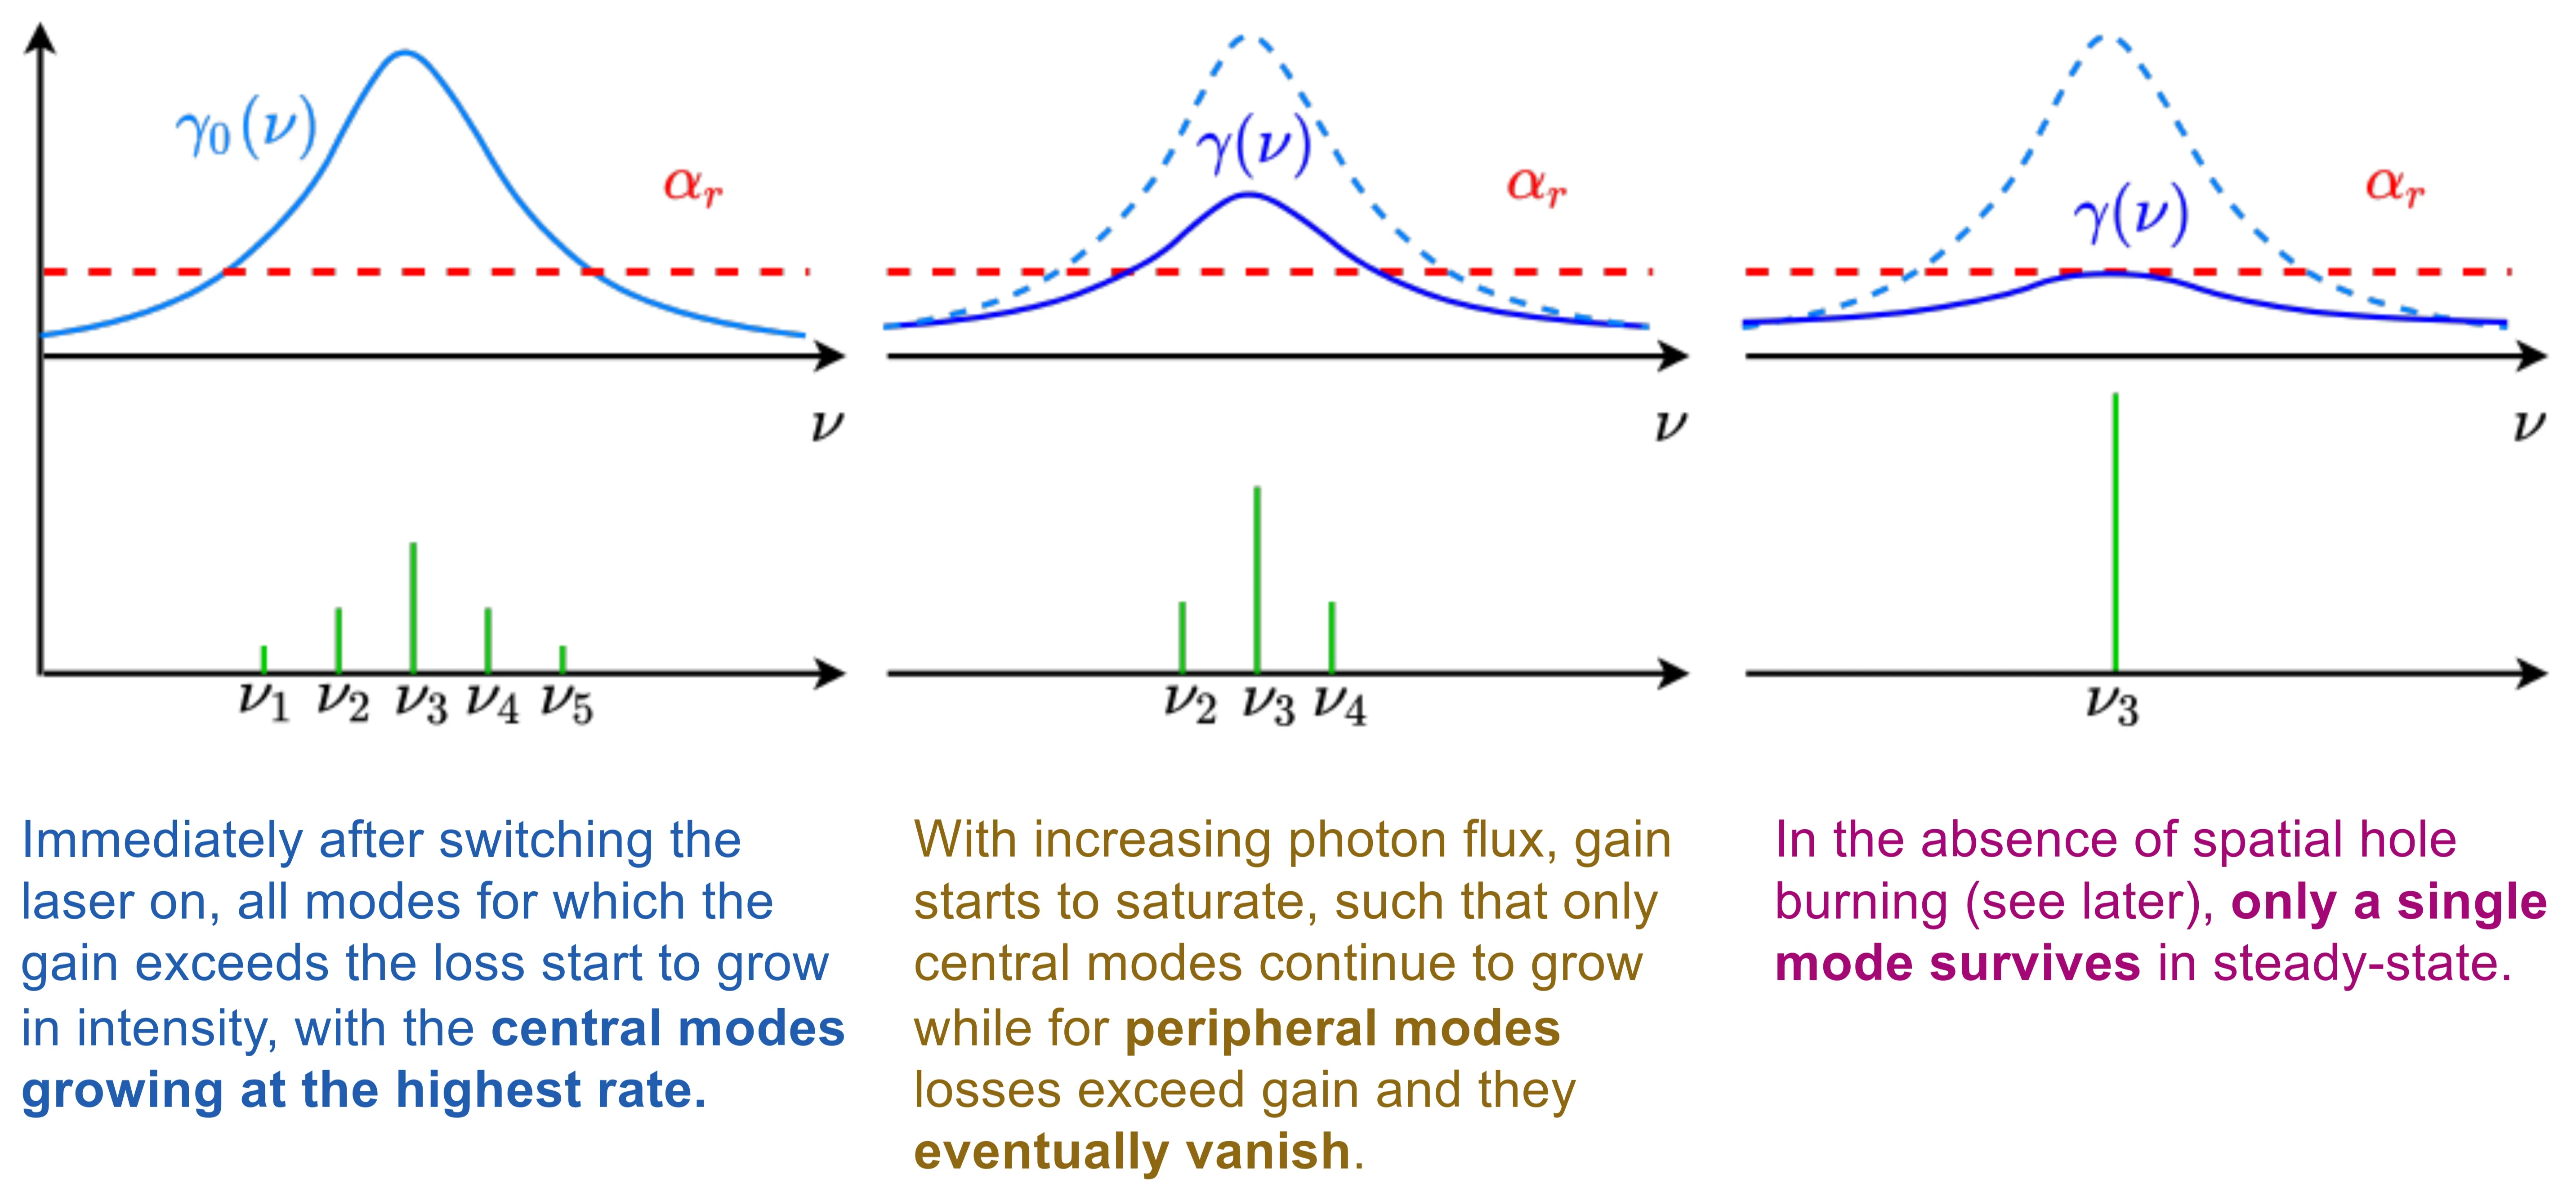 γ₀(ν)
αᵣ
ν
ν₁ ν₂ ν₃ ν₄ ν₅
γ(ν)
αᵣ
ν
ν₂ ν₃ ν₄
γ(ν)
αᵣ
ν
ν₃
Immediately after switching the
laser on, all modes for which the
gain exceeds the loss start to grow
in intensity, with the central modes
growing at the highest rate.
With increasing photon flux, gain
starts to saturate, such that only
central modes continue to grow
while for peripheral modes
losses exceed gain and they
eventually vanish.
In the absence of spatial hole
burning (see later), only a single
mode survives in steady-state.